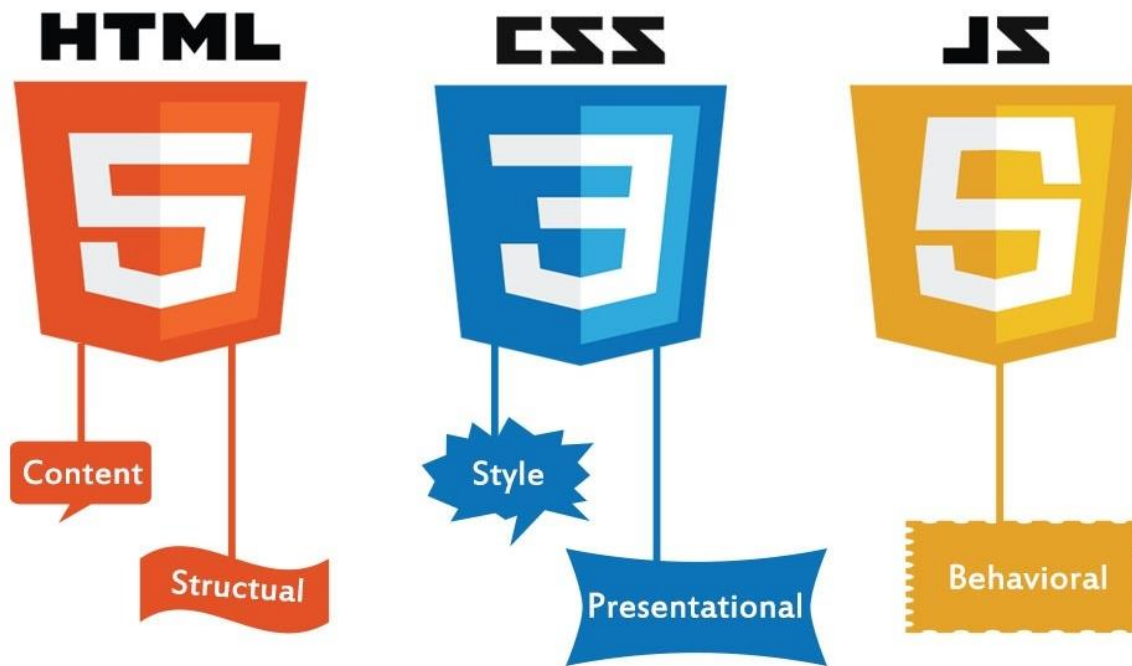 HTML
CSS
JS
5
3
5
Content
Style
Structual
Presentational
Behavioral